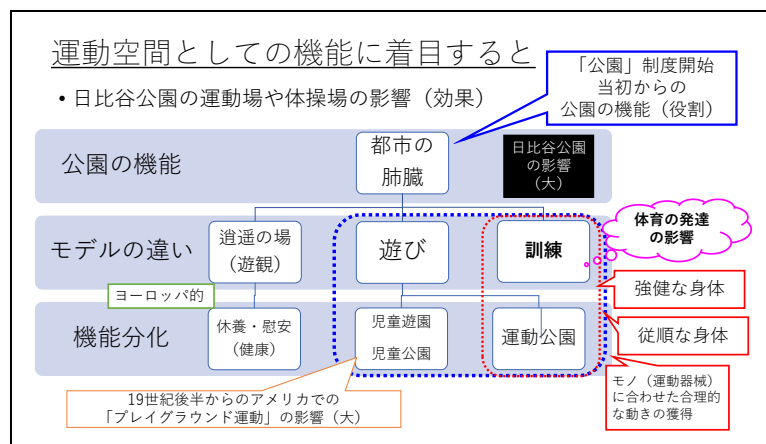 運動空間としての機能に着目すると
「公園」制度開始
当初からの
公園の機能（役割）
• 日比谷公園の運動場や体操場の影響（効果）
公園の機能
都市の
肺臓
日比谷公園
の影響
（大）
体育の発達
の影響
モデルの違い
逍遥の場
（遊観）
遊び
訓練
強健な身体
ヨーロッパ的
機能分化
休養・慰安
（健康）
児童遊園
児童公園
運動公園
従順な身体
19世紀後半からのアメリカでの
「プレイグラウンド運動」の影響（大）
モノ（運動器械）
に合わせた合理的
な動きの獲得